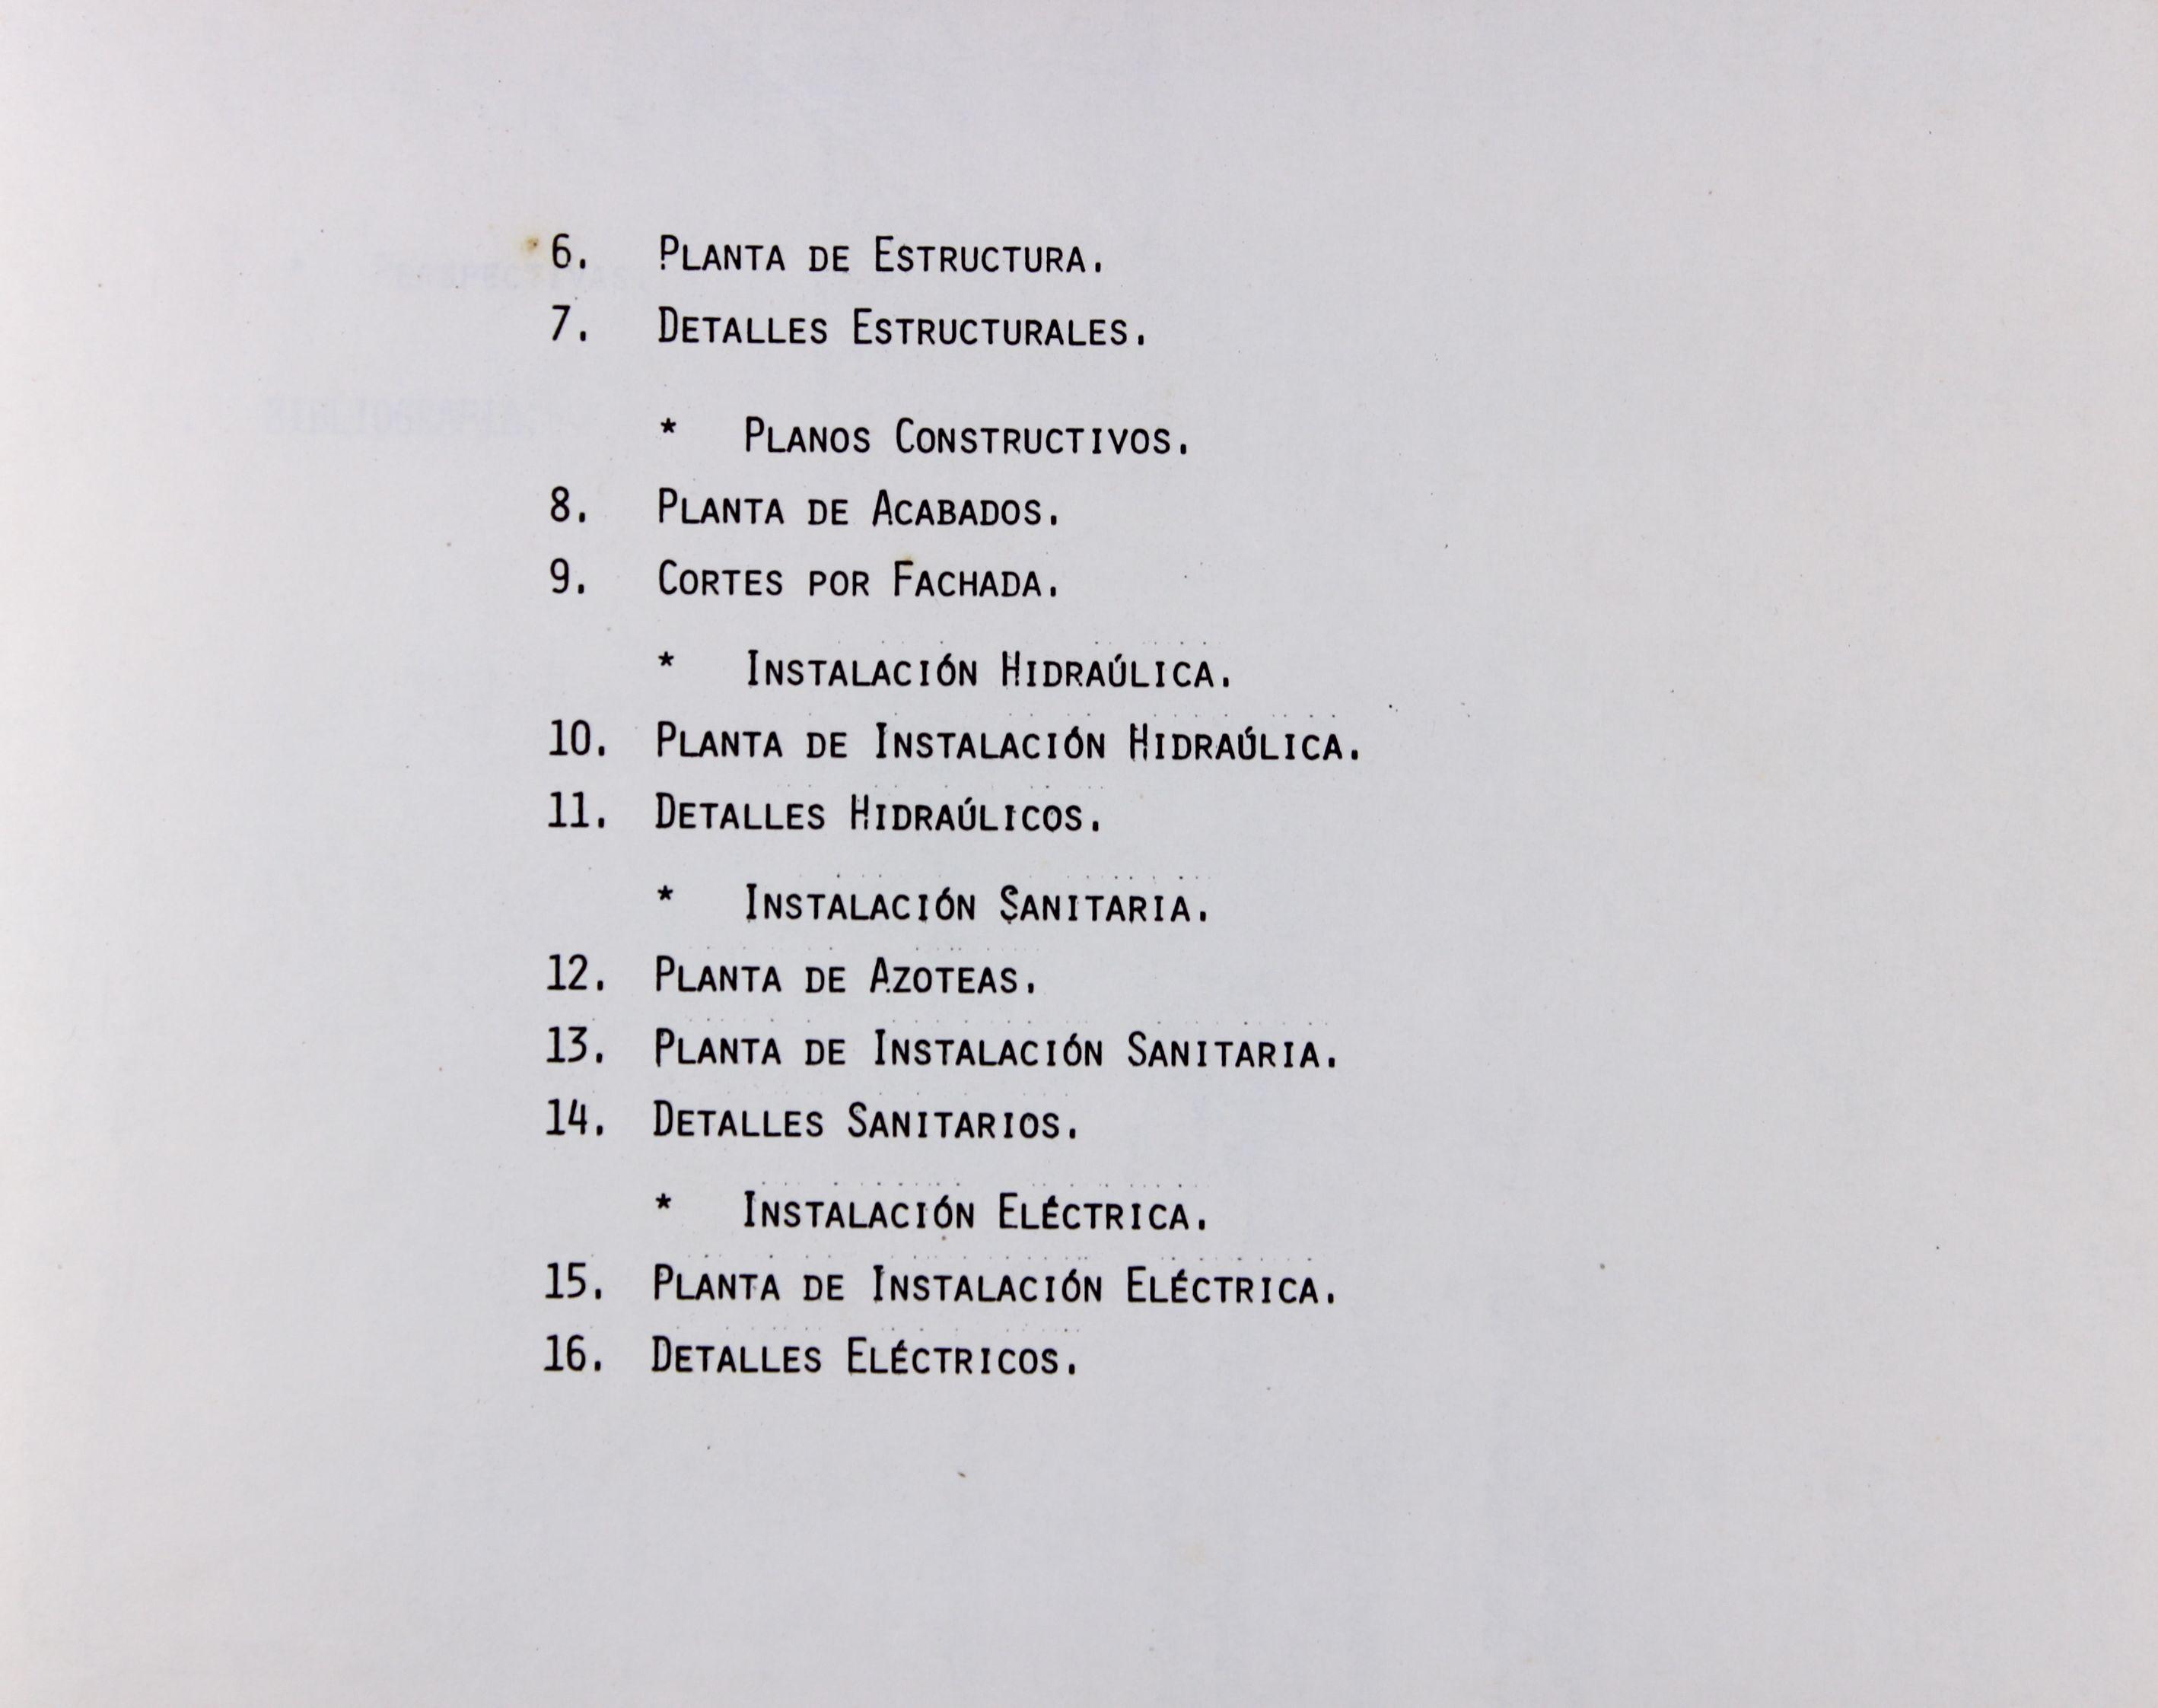 6. Planta de Estructura.
7. Detalles Estructurales.
* Planos Constructivos.
8. Planta de Acabados.
9. Cortes por Fachada.
* Instalación Hidraúlica.
10. Planta de Instalación Hidraúlica.
11. Detalles Hidraúlicos.
* Instalación Sanitaria.
12. Planta de Azoteas.
13. Planta de Instalación Sanitaria.
14. Detalles Sanitarios.
* Instalación Eléctrica.
15. Planta de Instalación Eléctrica.
16. Detalles Eléctricos.
* Perspectivas.
BIBLIOGRAFIA.